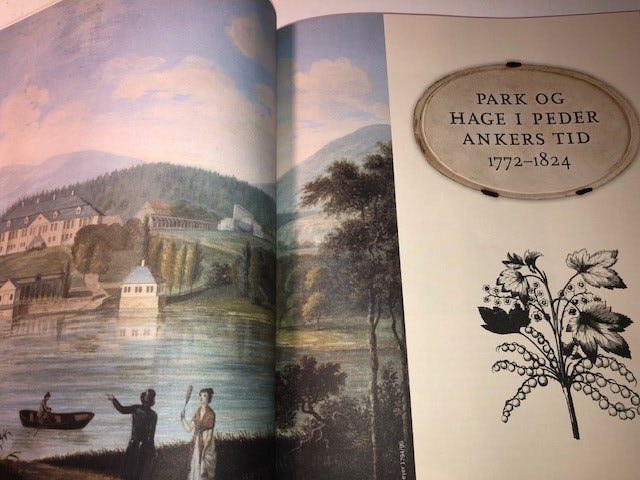 PARK OG
HAGE I PEDER
ANKERS TID
1772–1824